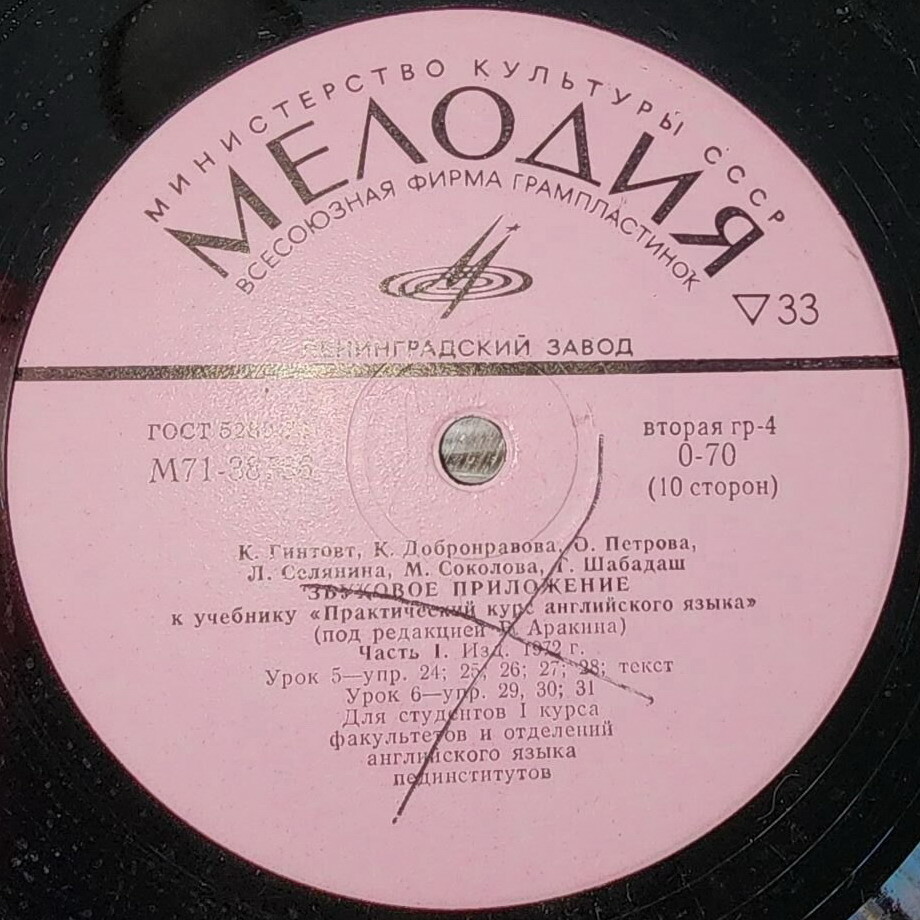 МИНИСТЕРСТВО КУЛЬТУРЫ СССР
МЕЛОДИЯ
ВСЕСОЮЗНАЯ ФИРМА ГРАМПЛАСТИНОК
▽33
ЛЕНИНГРАДСКИЙ ЗАВОД
ГОСТ
вторая гр-4
0-70
(10 сторон)
К. Гинтовт, К. Добронравова, О. Петрова,
Л. Селянина, М. Соколова, Г. Шабадаш
ЗВУКОВОЕ ПРИЛОЖЕНИЕ
к учебнику «Практический курс английского языка»
(под редакцией В. Аракина)
Часть I. Изд. 1972 г.
Урок 5—упр. 24; 25, 26; 27; 28; текст
Урок 6—упр. 29, 30; 31
Для студентов I курса
факультетов и отделений
английского языка
пединститутов